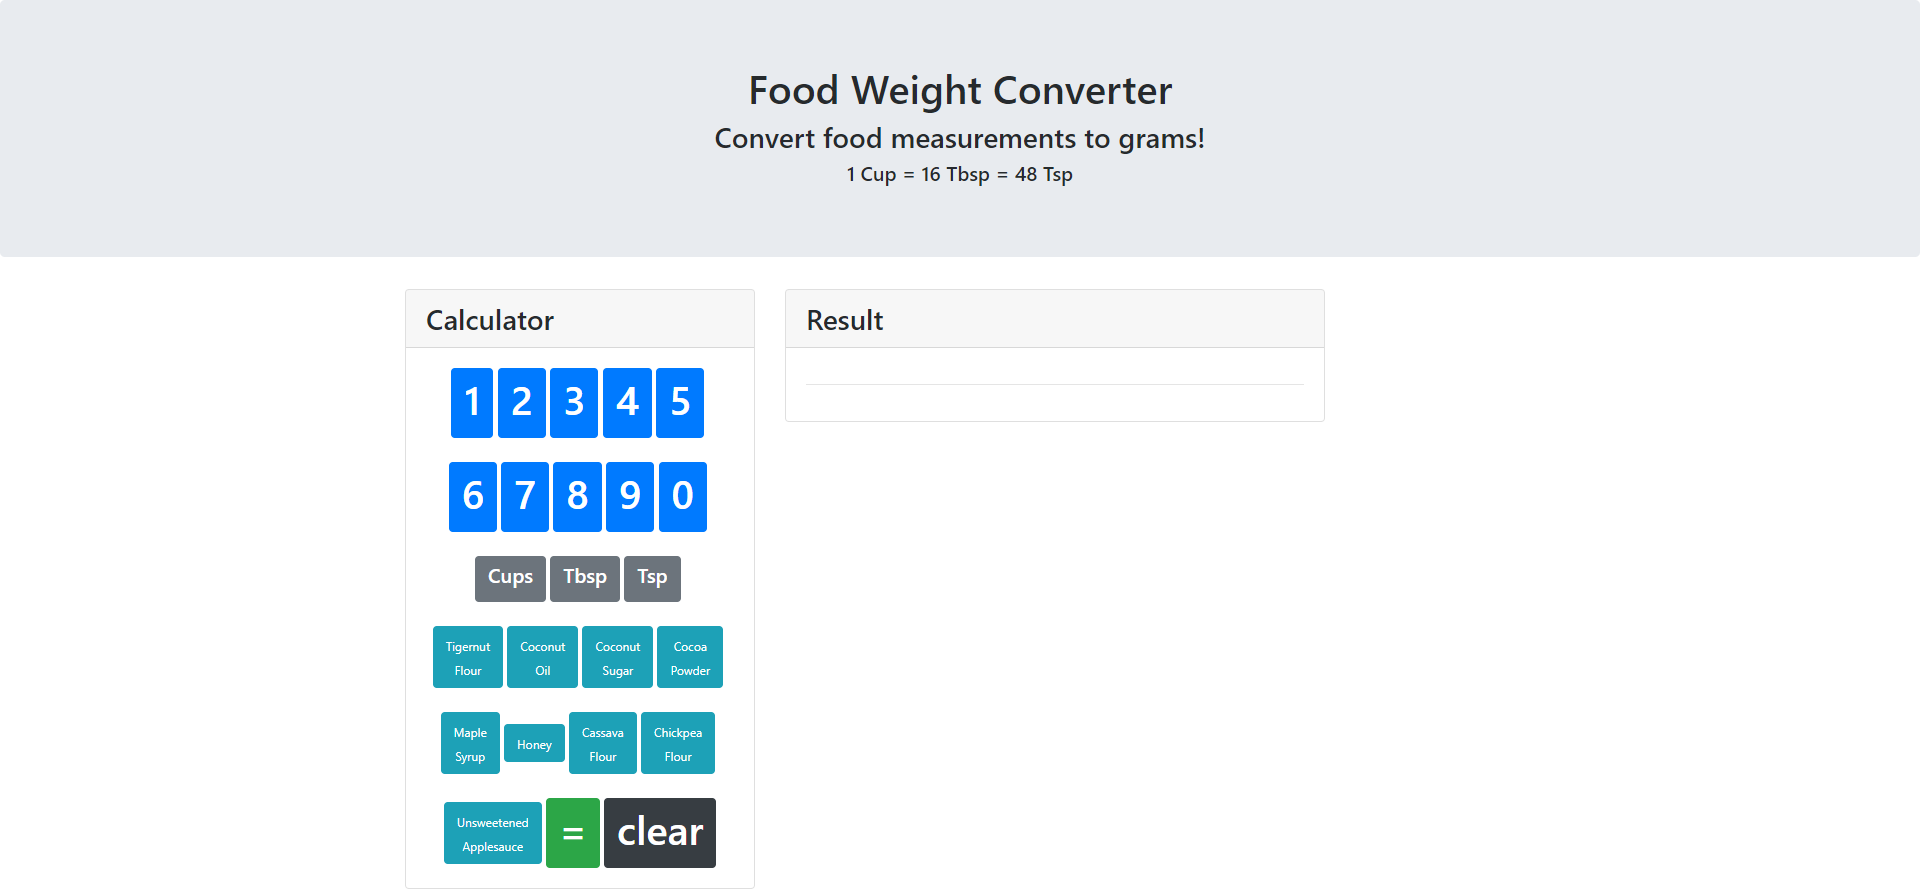 Food Weight Converter
Convert food measurements to grams!
1 Cup = 16 Tbsp = 48 Tsp
Calculator
1 2 3 4 5
6 7 8 9 0
Cups Tbsp Tsp
Tigernut Flour Coconut Oil Coconut Sugar Cocoa Powder
Maple Syrup Honey Cassava Flour Chickpea Flour
Unsweetened Applesauce = clear
Result